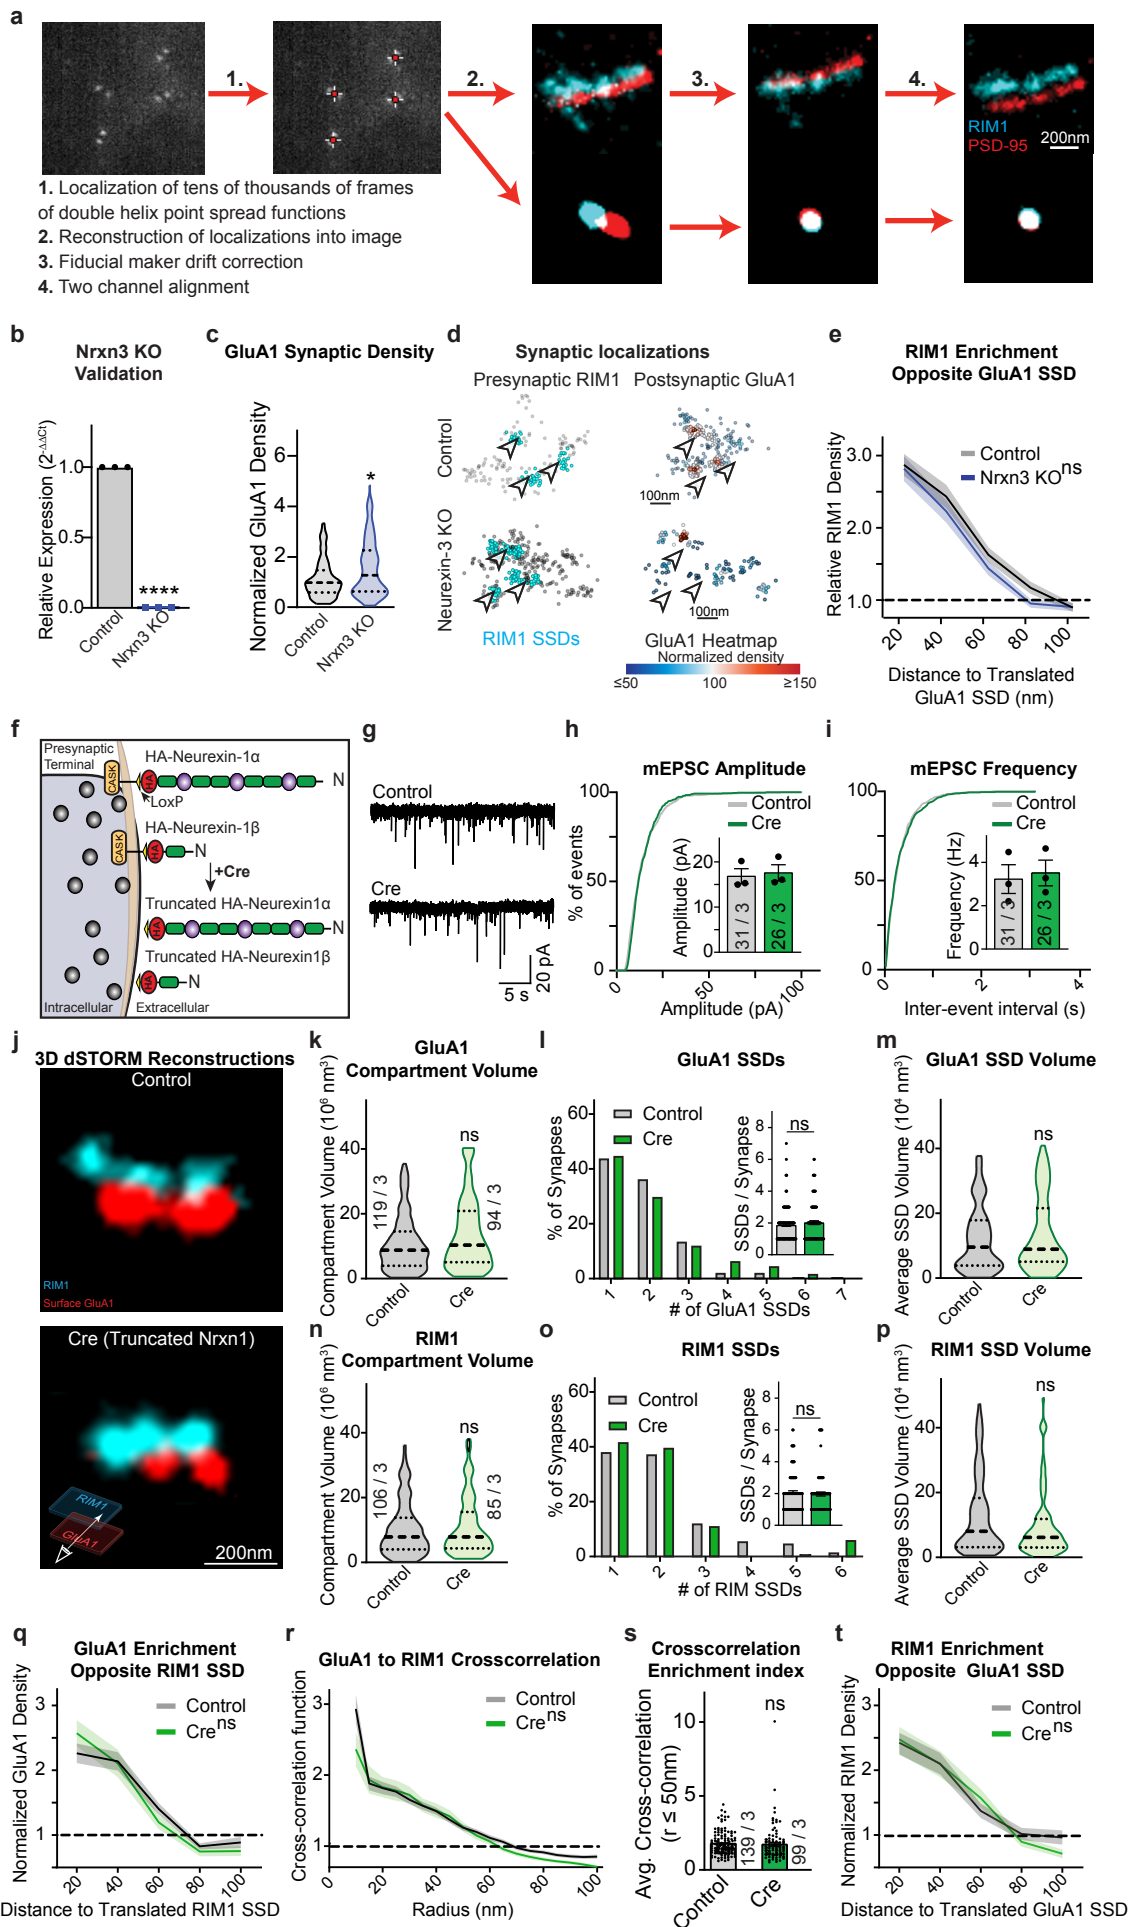 a
1.
2.
3.
4.
RIM1
PSD-95
200nm
1. Localization of tens of thousands of frames
of double helix point spread functions
2. Reconstruction of localizations into image
3. Fiducial maker drift correction
4. Two channel alignment
b
Nrxn3 KO
Validation
Relative Expression (2^-ΔΔCt)
1.0
0.5
0.0
****
Control
Nrxn3 KO
c
GluA1 Synaptic Density
Normalized GluA1 Density
6
4
2
0
*
Control
Nrxn3 KO
d
Synaptic localizations
Presynaptic RIM1
Postsynaptic GluA1
Control
100nm
Neurexin-3 KO
100nm
RIM1 SSDs
GluA1 Heatmap
Normalized density
≤50
100
≥150
e
RIM1 Enrichment
Opposite GluA1 SSD
Relative RIM1 Density
3.0
2.0
1.0
Control
Nrxn3 KO ns
20
40
60
80
100
Distance to Translated
GluA1 SSD (nm)
f
Presynaptic
Terminal
CASK
HA-Neurexin-1α
HA
N
LoxP
HA-Neurexin-1β
CASK
HA
N
+Cre
Truncated HA-Neurexin1α
HA
N
Truncated HA-Neurexin1β
HA
N
Intracellular
Extracellular
g
Control
Cre
5 s
20 pA
h
mEPSC Amplitude
% of events
100
50
0
Control
Cre
Amplitude (pA)
20
10
0
31 / 3
26 / 3
0
50
100
Amplitude (pA)
i
mEPSC Frequency
100
50
0
Control
Cre
Frequency (Hz)
4
2
0
31 / 3
26 / 3
0
2
4
Inter-event interval (s)
j
3D dSTORM Reconstructions
Control
RIM1
Surface GluA1
Cre (Truncated Nrxn1)
RIM1
GluA1
200nm
k
GluA1
Compartment Volume
Compartment Volume (10⁶ nm³)
40
20
0
119 / 3
ns
94 / 3
Control
Cre
l
GluA1 SSDs
% of Synapses
60
40
20
0
Control
Cre
SSDs / Synapse
8
6
4
2
0
ns
1
2
3
4
5
6
7
# of GluA1 SSDs
m
GluA1 SSD Volume
Average SSD Volume (10⁴ nm³)
40
20
0
ns
Control
Cre
n
RIM1
Compartment Volume
Compartment Volume (10⁶ nm³)
40
20
0
106 / 3
ns
85 / 3
Control
Cre
o
RIM1 SSDs
% of Synapses
60
40
20
0
Control
Cre
SSDs / Synapse
8
6
4
2
0
ns
1
2
3
4
5
6
# of RIM SSDs
p
RIM1 SSD Volume
Average SSD Volume (10⁴ nm³)
40
20
0
ns
Control
Cre
q
GluA1 Enrichment
Opposite RIM1 SSD
Normalized GluA1 Density
3
2
1
Control
Cre ns
20
40
60
80
100
Distance to Translated RIM1 SSD
r
GluA1 to RIM1 Crosscorrelation
Cross-correlation function
3
2
1
Control
Cre ns
0
20
40
60
80
100
Radius (nm)
s
Crosscorrelation
Enrichment index
Avg. Cross-correlation
(r ≤ 50nm)
10
5
0
ns
139 / 3
99 / 3
Control
Cre
t
RIM1 Enrichment
Opposite GluA1 SSD
Normalized RIM1 Density
3
2
1
Control
Cre ns
20
40
60
80
100
Distance to Translated GluA1 SSD